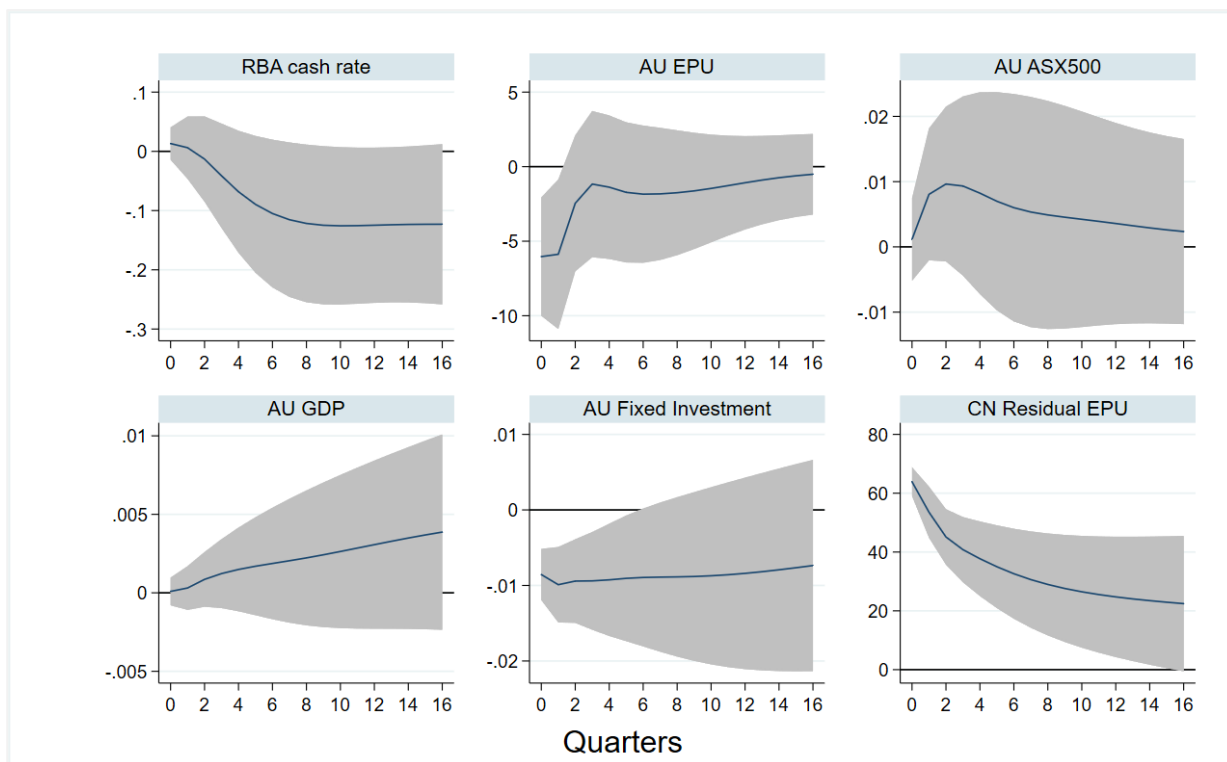 RBA cash rate
.1
0
-.1
-.2
-.3
0 2 4 6 8 10 12 14 16
AU EPU
5
0
-5
-10
0 2 4 6 8 10 12 14 16
AU ASX500
.02
.01
0
-.01
0 2 4 6 8 10 12 14 16
AU GDP
.01
.005
0
-.005
0 2 4 6 8 10 12 14 16
AU Fixed Investment
.01
0
-.01
-.02
0 2 4 6 8 10 12 14 16
CN Residual EPU
80
60
40
20
0
0 2 4 6 8 10 12 14 16
Quarters